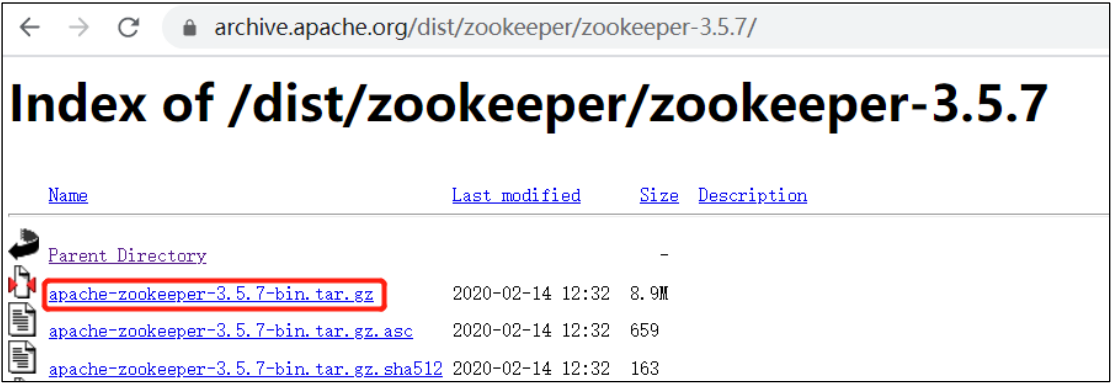 archive.apache.org/dist/zookeeper/zookeeper-3.5.7/
Index of /dist/zookeeper/zookeeper-3.5.7
Name Last modified Size Description
Parent Directory -
apache-zookeeper-3.5.7-bin.tar.gz 2020-02-14 12:32 8.9M
apache-zookeeper-3.5.7-bin.tar.gz.asc 2020-02-14 12:32 659
apache-zookeeper-3.5.7-bin.tar.gz.sha512 2020-02-14 12:32 163